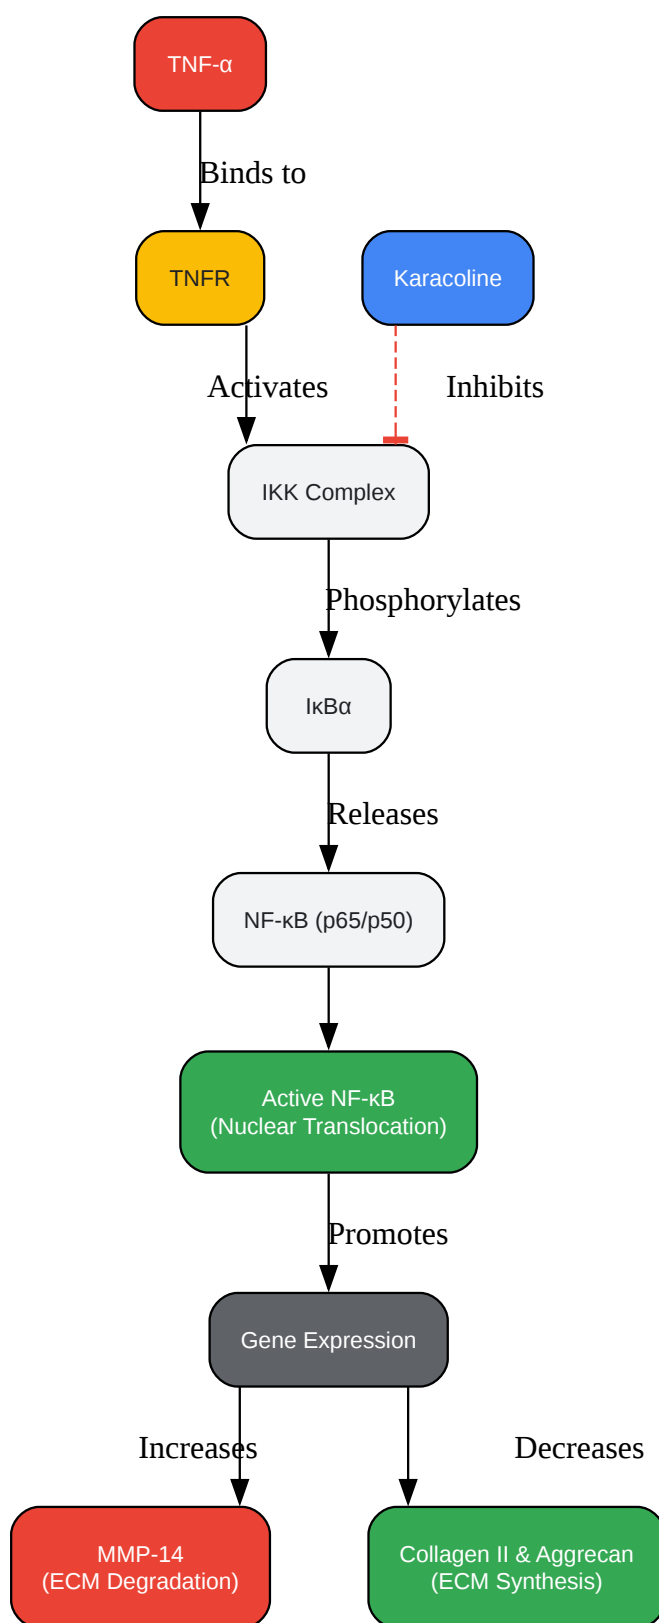 TNF-α
Binds to
TNFR
Karacoline
Activates
Inhibits
IKK Complex
Phosphorylates
IκBα
Releases
NF-κB (p65/p50)
Active NF-κB
(Nuclear Translocation)
Promotes
Gene Expression
Increases
Decreases
MMP-14
(ECM Degradation)
Collagen II & Aggrecan
(ECM Synthesis)